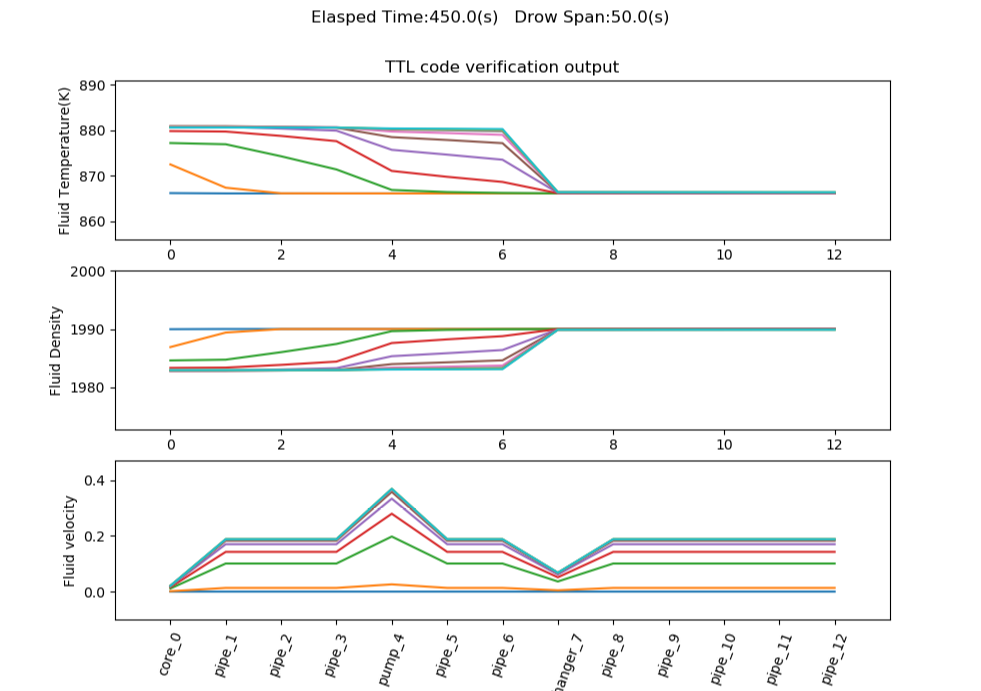 Elasped Time:450.0(s) Drow Span:50.0(s)
TTL code verification output
Fluid Temperature(K)
890
880
870
860
0 2 4 6 8 10 12
Fluid Density
2000
1990
1980
0 2 4 6 8 10 12
Fluid velocity
0.4
0.2
0.0
core_0 pipe_1 pipe_2 pipe_3 pump_4 pipe_5 pipe_6 hanger_7 pipe_8 pipe_9 pipe_10 pipe_11 pipe_12